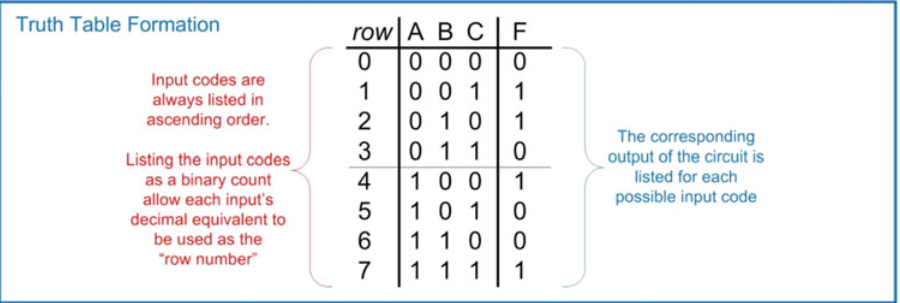 Truth Table Formation
Input codes are
always listed in
ascending order.
Listing the input codes
as a binary count
allow each input's
decimal equivalent to
be used as the
“row number”
row A B C F
0 0 0 0 0
1 0 0 1 1
2 0 1 0 1
3 0 1 1 0
4 1 0 0 1
5 1 0 1 0
6 1 1 0 0
7 1 1 1 1
The corresponding
output of the circuit is
listed for each
possible input code